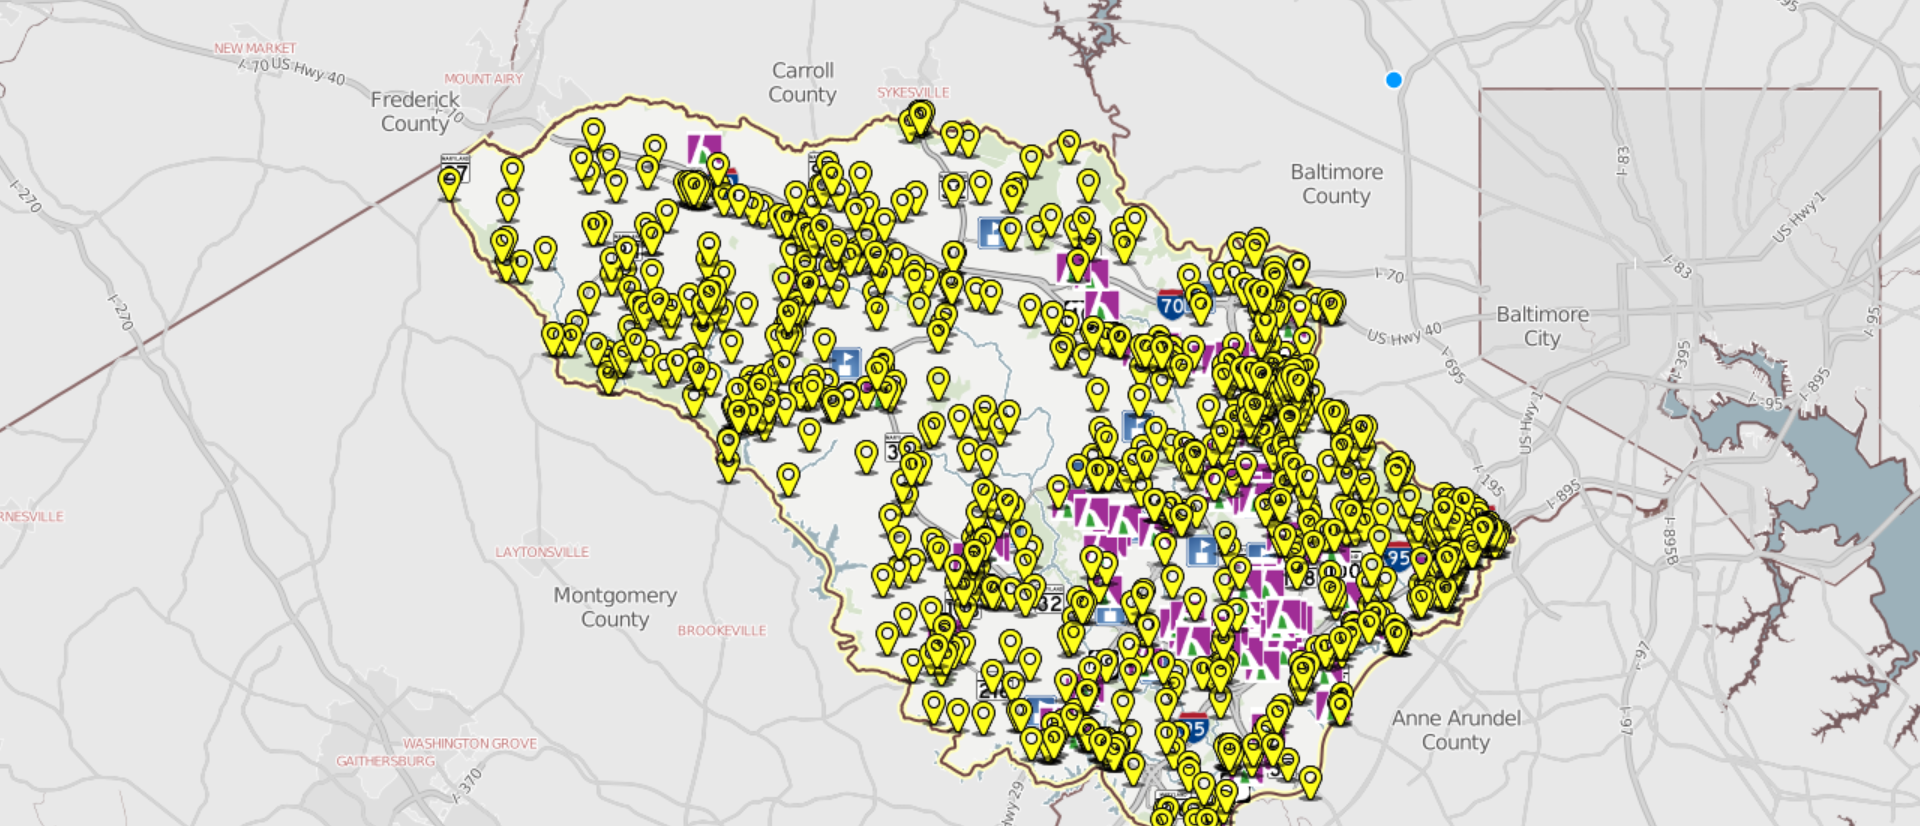 NEW MARKET
I-70
US Hwy 40
MOUNT AIRY
Carroll
County
SYKESVILLE
Frederick
County
I-270
I-270
Baltimore
County
I-83
US Hwy 1
I-83
I-70
70
US Hwy 40
Baltimore
City
I-95
I-695
I-895
I-95
US Hwy 1
I-195
I-895
I-895B
95
LAYTONSVILLE
Montgomery
County
BROOKEVILLE
32
I-97
I-97
Anne Arundel
County
95
WASHINGTON GROVE
GAITHERSBURG
I-370
Hwy 29